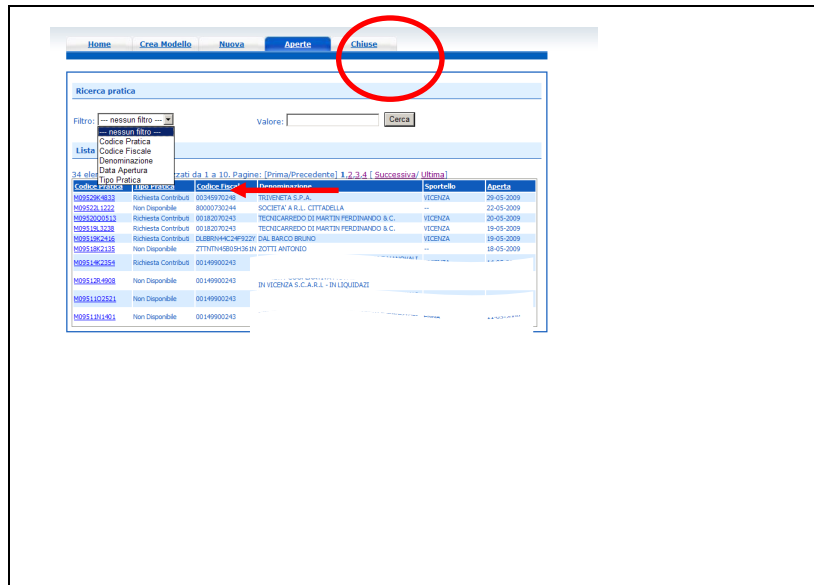 Home Crea Modello Nuova Aperte Chiuse
Ricerca pratica
Filtro: --- nessun filtro --- Valore: Cerca
--- nessun filtro ---
Codice Pratica
Codice Fiscale
Denominazione
Data Apertura
Tipo Pratica
Lista
34 da 1 a 10. Pagine: [Prima/Precedente] 1,2,3,4 [ Successiva/ Ultima]
Codice Pratica Tipo Pratica Codice Fiscale Denominazione Sportello Aperta
M09529K4833 Richiesta Contributi 00345970248 TRIVENETA S.P.A. VICENZA 29-05-2009
M09522L1222 Non Disponibile 80000730244 SOCIETA' A R.L. CITTADELLA -- 22-05-2009
M09520O0513 Richiesta Contributi 00182070243 TECNICARREDO DI MARTIN FERDINANDO & C. VICENZA 20-05-2009
M09519L3238 Richiesta Contributi 00182070243 TECNICARREDO DI MARTIN FERDINANDO & C. VICENZA 19-05-2009
M09519K2416 Richiesta Contributi DLBBRN44C24F922Y DAL BARCO BRUNO VICENZA 19-05-2009
M09518K2135 Non Disponibile ZTTNTN45B05H361N ZOTTI ANTONIO -- 18-05-2009
M09514K2354 Richiesta Contributi 00149900243
M09512R4908 Non Disponibile 00149900243 IN VICENZA S.C.A.R.L. - IN LIQUIDAZI
M09511O2521 Non Disponibile 00149900243
M09511N1401 Non Disponibile 00149900243